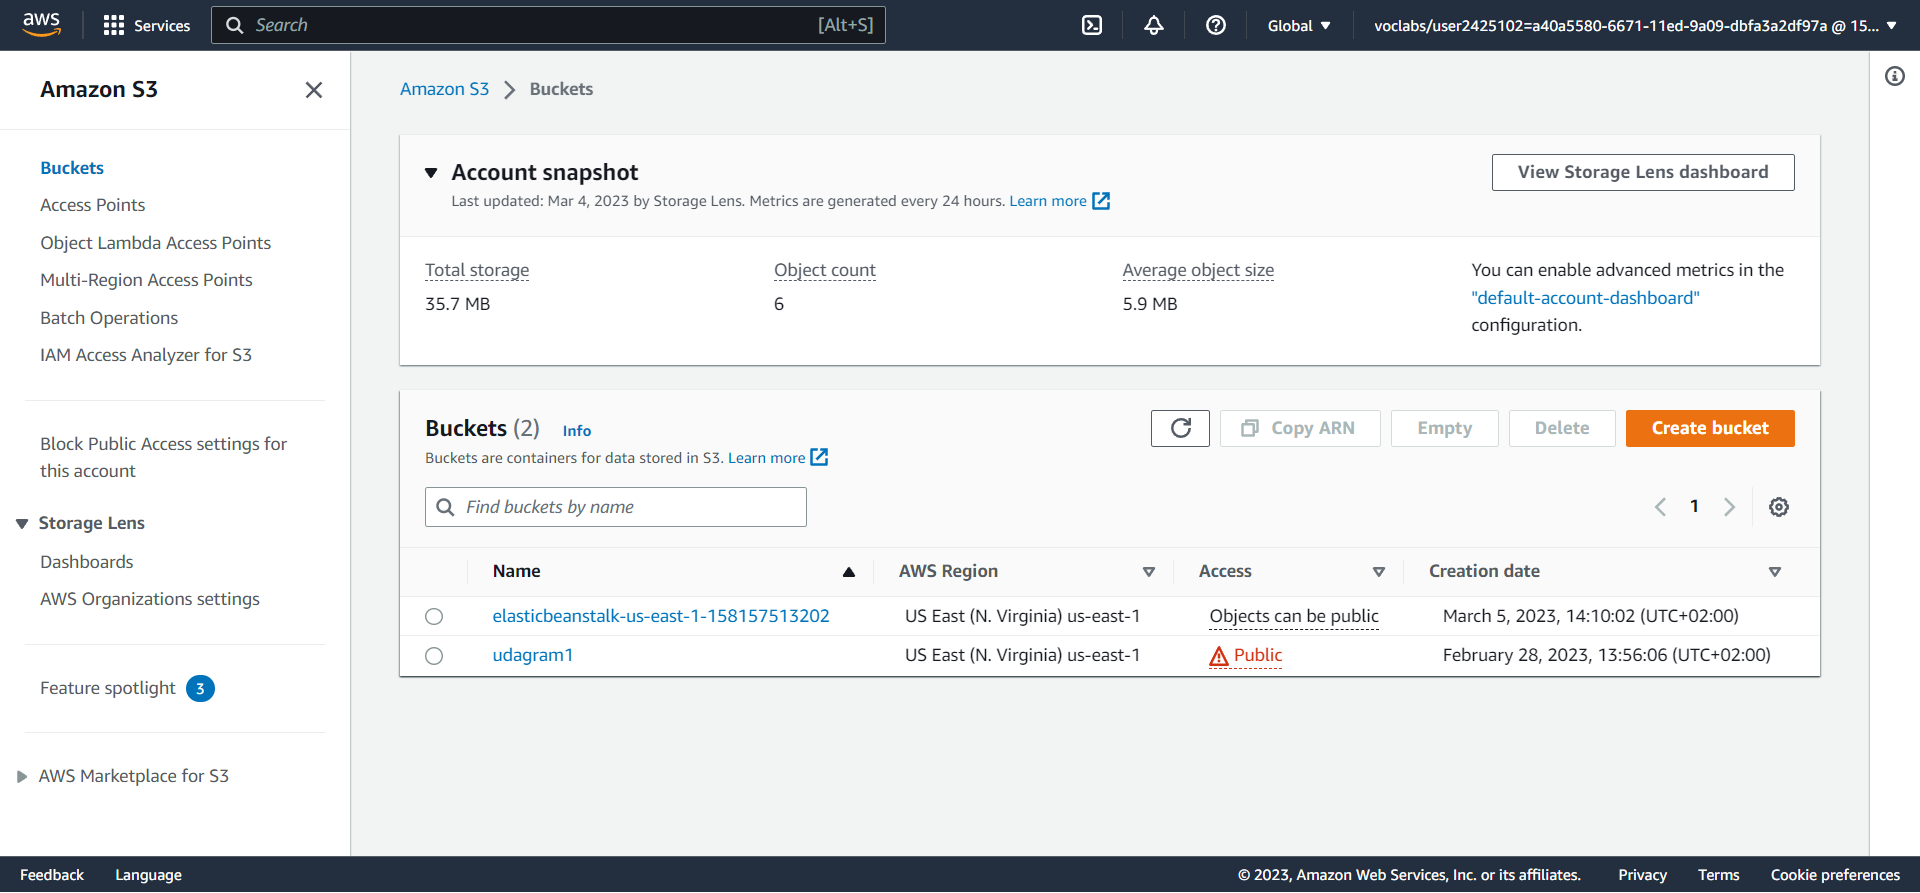 aws
Services
Search
[Alt+S]
Global
voclabs/user2425102=a40a5580-6671-11ed-9a09-dbfa3a2df97a @ 15...
Amazon S3
Buckets
Access Points
Object Lambda Access Points
Multi-Region Access Points
Batch Operations
IAM Access Analyzer for S3
Block Public Access settings for
this account
Storage Lens
Dashboards
AWS Organizations settings
Feature spotlight 3
AWS Marketplace for S3
Amazon S3 > Buckets
Account snapshot
View Storage Lens dashboard
Last updated: Mar 4, 2023 by Storage Lens. Metrics are generated every 24 hours. Learn more
Total storage
35.7 MB
Object count
6
Average object size
5.9 MB
You can enable advanced metrics in the
"default-account-dashboard"
configuration.
Buckets (2) Info
Copy ARN
Empty
Delete
Create bucket
Buckets are containers for data stored in S3. Learn more
Find buckets by name
1
Name AWS Region Access Creation date
elasticbeanstalk-us-east-1-158157513202 US East (N. Virginia) us-east-1 Objects can be public March 5, 2023, 14:10:02 (UTC+02:00)
udagram1 US East (N. Virginia) us-east-1 Public February 28, 2023, 13:56:06 (UTC+02:00)
Feedback Language © 2023, Amazon Web Services, Inc. or its affiliates. Privacy Terms Cookie preferences